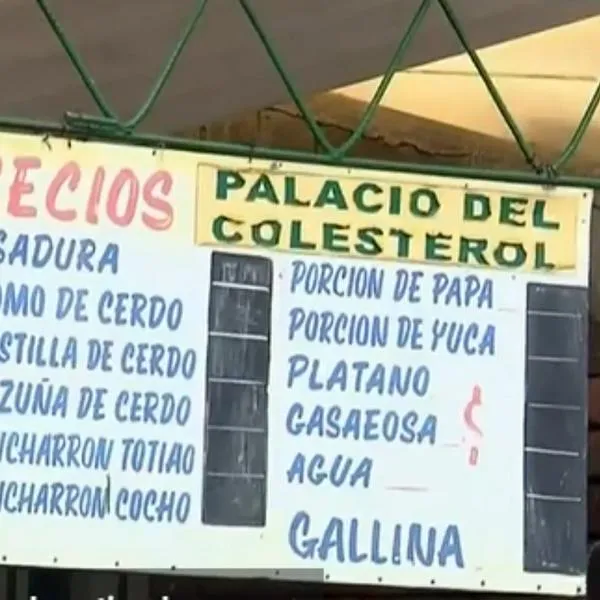 ECIOS
SADURA
OMO DE CERDO
STILLA DE CERDO
ZUÑA DE CERDO
ICHARRON TOTIAO
ICHARRON COCHO
PALACIO DEL
COLESTEROL
PORCION DE PAPA
PORCION DE YUCA
PLATANO
GASAEOSA
AGUA
GALLINA